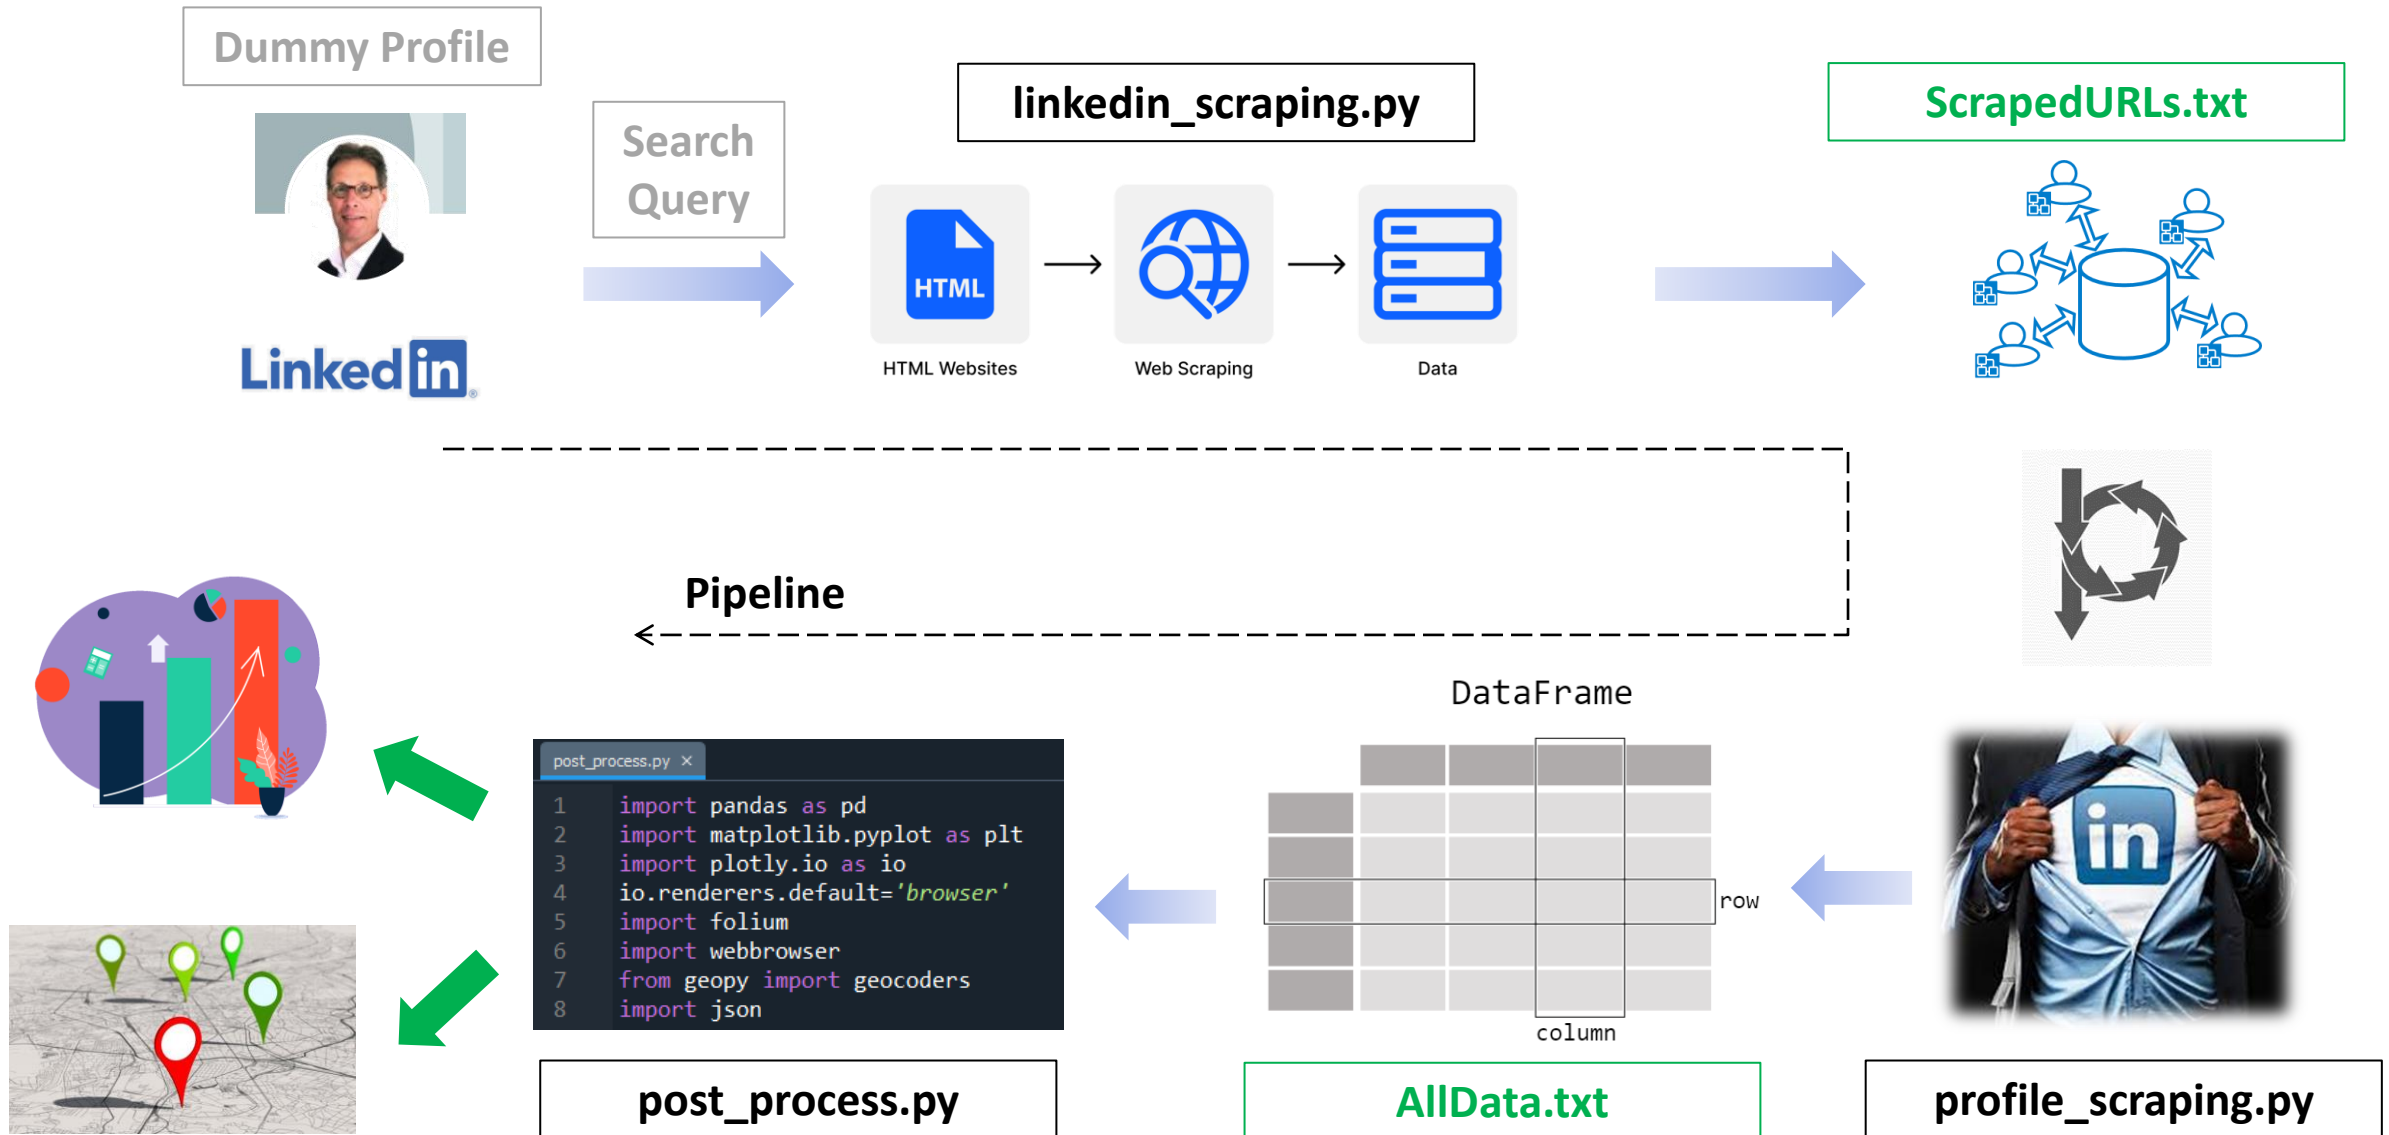 Dummy Profile
Search
Query
linkedin_scraping.py
ScrapedURLs.txt
HTML
HTML Websites
Web Scraping
Data
Linkedin®
Pipeline
DataFrame
row
column
post_process.py ×
1 import pandas as pd
2 import matplotlib.pyplot as plt
3 import plotly.io as io
4 io.renderers.default='browser'
5 import folium
6 import webbrowser
7 from geopy import geocoders
8 import json
in
post_process.py
AllData.txt
profile_scraping.py